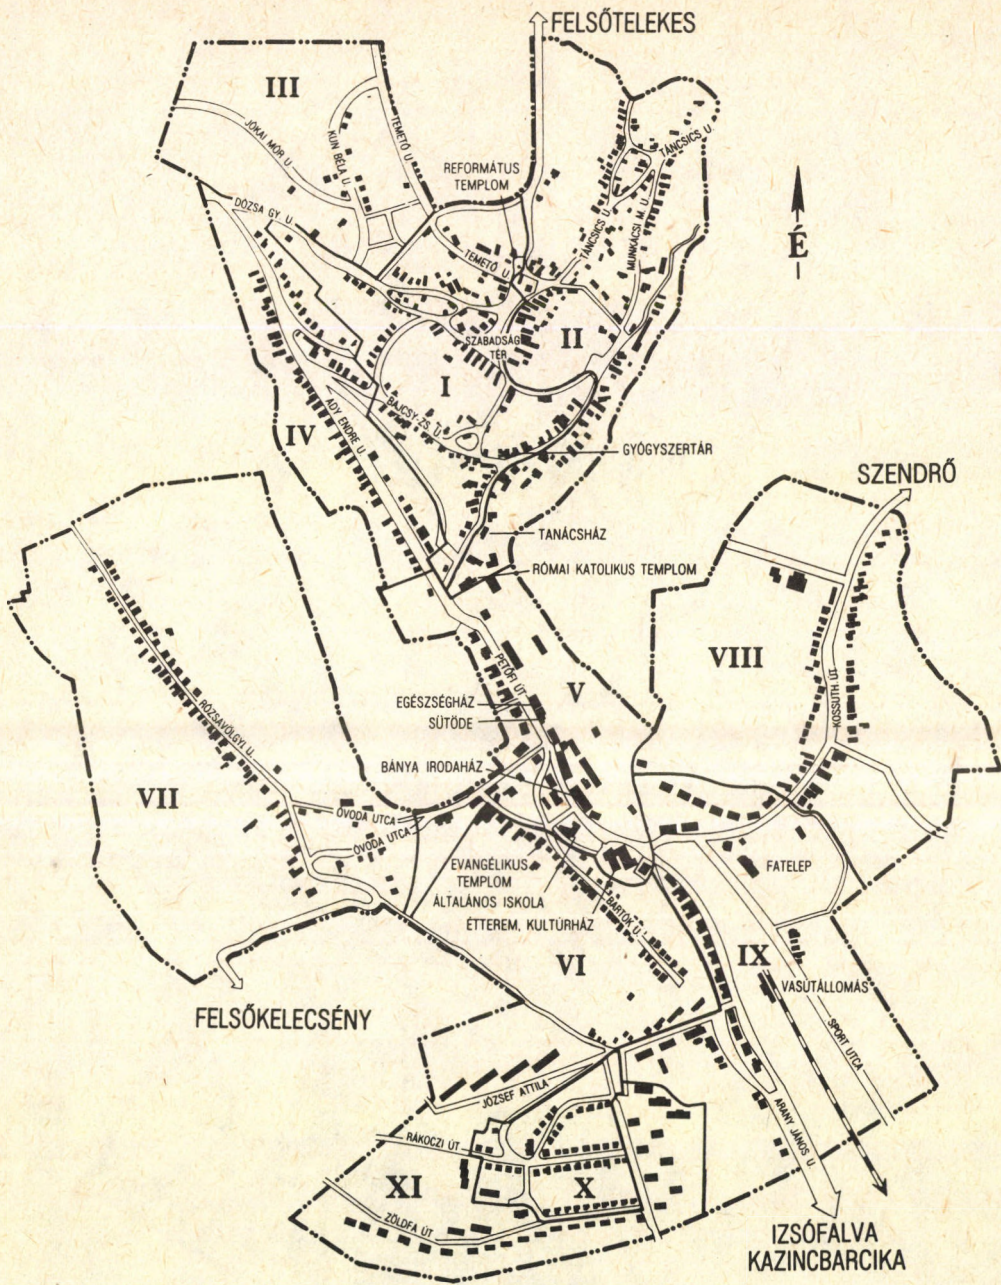 FELSŐTELEKES
III
JÓKAI MÓR U.
KUN BÉLA U.
TEMETŐ U.
REFORMÁTUS
TEMPLOM
TÁNCSICS U.
DÓZSA GY. U.
TEMETŐ U.
TÁNCSICS U.
MUNKÁCSI M. U.
É
SZABADSÁG
TÉR
II
I
BAJCSY-ZS. U.
ADY ENDRE U.
IV
GYÓGYSZERTÁR
SZENDRŐ
TANÁCSHÁZ
RÓMAI KATOLIKUS TEMPLOM
VIII
KOSSUTH ÚT
PETŐFI ÚT
V
EGÉSZSÉGHÁZ
SÜTÖDE
BÁNYA IRODAHÁZ
RÓZSAVÖLGYI U.
VII
ÓVODA UTCA
ÓVODA UTCA
EVANGÉLIKUS
TEMPLOM
ÁLTALÁNOS ISKOLA
ÉTTEREM, KULTÚRHÁZ
BARTÓK U.
FATELEP
VI
IX
VASÚTÁLLOMÁS
SPORT UTCA
FELSŐKELECSÉNY
JÓZSEF ATTILA
ARANY JÁNOS U.
RÁKÓCZI ÚT
XI
X
ZÖLDFA ÚT
IZSÓFALVA
KAZINCBARCIKA